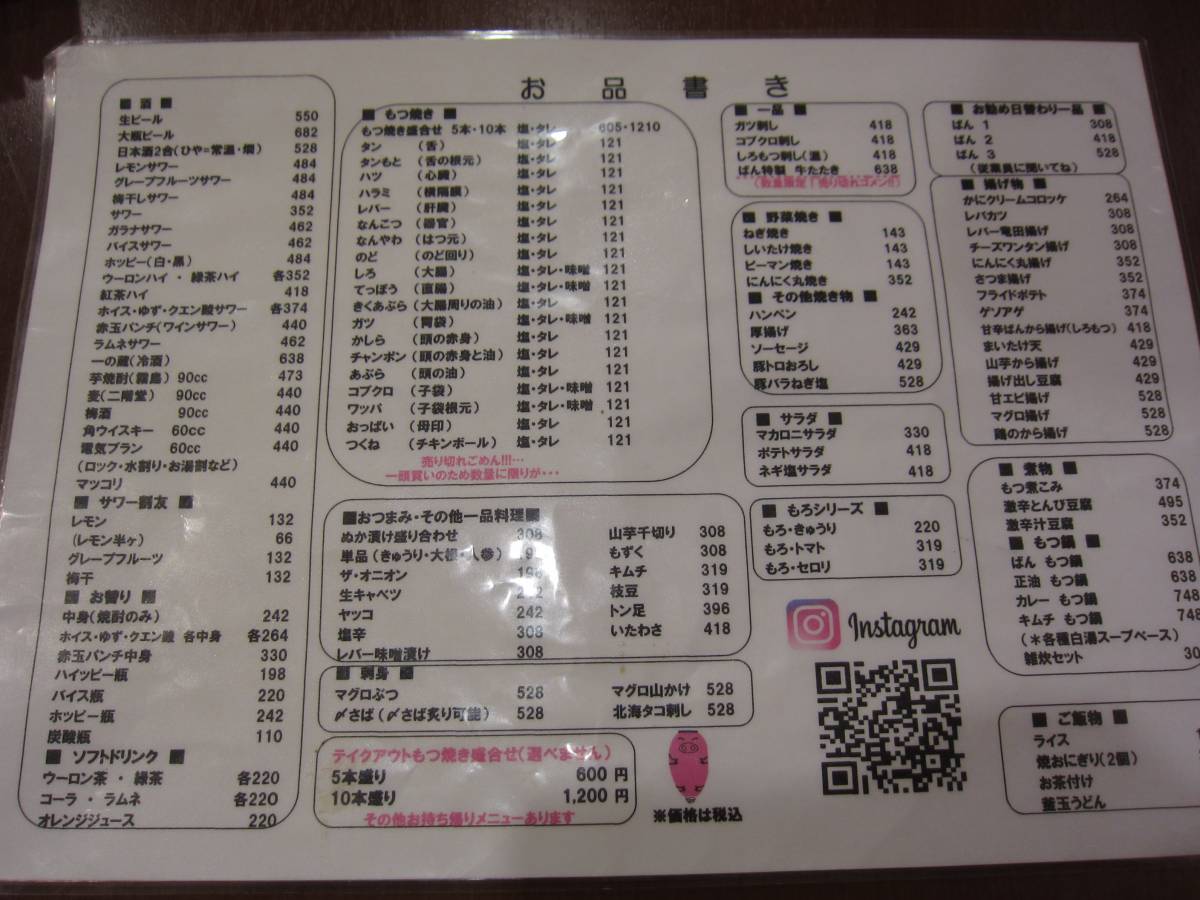 お品書き
■ 酒 ■
生ビール 550
大瓶ビール 682
日本酒2合(ひや=常温・燗) 528
レモンサワー 484
グレープフルーツサワー 484
梅干しサワー 484
サワー 352
ガラナサワー 462
バイスサワー 462
ホッピー(白・黒) 484
ウーロンハイ ・ 緑茶ハイ 各352
紅茶ハイ 418
ホイス・ゆず・クエン酸サワー 各374
赤玉パンチ(ワインサワー) 440
ラムネサワー 462
一の蔵(冷酒) 638
芋焼酎(霧島) 90cc 473
麦(二階堂) 90cc 440
梅酒 90cc 440
角ウイスキー 60cc 440
電気ブラン 60cc 440
(ロック・水割り・お湯割など)
マッコリ 440
■ サワー割友 ■
レモン 132
(レモン半ヶ) 66
グレープフルーツ 132
梅干 132
■ お替り ■
中身(焼酎のみ) 242
ホイス・ゆず・クエン酸 各中身 各264
赤玉パンチ中身 330
ハイッピー瓶 198
バイス瓶 220
ホッピー瓶 242
炭酸瓶 110
■ ソフトドリンク ■
ウーロン茶 ・ 緑茶 各220
コーラ ・ ラムネ 各220
オレンジジュース 220
■ もつ焼き ■
もつ焼き盛合せ 5本・10本 塩・タレ 605・1210
タン (舌) 塩・タレ 121
タンもと (舌の根元) 塩・タレ 121
ハツ (心臓) 塩・タレ 121
ハラミ (横隔膜) 塩・タレ 121
レバー (肝臓) 塩・タレ 121
なんこつ (器官) 塩・タレ 121
なんやわ (はつ元) 塩・タレ 121
のど (のど回り) 塩・タレ 121
しろ (大腸) 塩・タレ・味噌 121
てっぽう (直腸) 塩・タレ・味噌 121
きくあぶら (大腸周りの油) 塩・タレ 121
ガツ (胃袋) 塩・タレ・味噌 121
かしら (頭の赤身) 塩・タレ 121
チャンポン (頭の赤身と油) 塩・タレ 121
あぶら (頭の油) 塩・タレ 121
コブクロ (子袋) 塩・タレ・味噌 121
ワッパ (子袋根元) 塩・タレ・味噌 121
おっぱい (母印) 塩・タレ 121
つくね (チキンボール) 塩・タレ 121
売り切れごめん!!!…
一頭買いのため数量に限りが・・・
■おつまみ・その他一品料理■
ぬか漬け盛り合わせ 308
単品(きゅうり・大根・人参)
ザ・オニオン 198
生キャベツ
ヤッコ 242
塩辛 308
レバー味噌漬け 308
山芋千切り 308
もずく 308
キムチ 319
枝豆 319
トン足 396
いたわさ 418
■ 刺身 ■
マグロぶつ 528
〆さば(〆さば炙り可能) 528
マグロ山かけ 528
北海タコ刺し 528
テイクアウトもつ焼き盛合せ(選べません)
5本盛り 600 円
10本盛り 1,200 円
その他お持ち帰りメニューあります
※価格は税込
■ 一品 ■
ガツ刺し 418
コブクロ刺し 418
しろもつ刺し(温) 418
ばん特製 牛たたき 638
(数量限定!売り切れゴメン!!)
■ 野菜焼き ■
ねぎ焼き 143
しいたけ焼き 143
ピーマン焼き 143
にんにく丸焼き 352
■ その他焼き物 ■
ハンペン 242
厚揚げ 363
ソーセージ 429
豚トロおろし 429
豚バラねぎ塩 528
■ サラダ ■
マカロニサラダ 330
ポテトサラダ 418
ネギ塩サラダ 418
■ もろシリーズ ■
もろ・きゅうり 220
もろ・トマト 319
もろ・セロリ 319
Instagram
■ お勧め日替わり一品 ■
ばん 1 308
ばん 2 418
ばん 3 528
(従業員に聞いてね)
■ 揚げ物 ■
かにクリームコロッケ 264
レバカツ 308
レバー竜田揚げ 308
チーズワンタン揚げ 308
にんにく丸揚げ 352
さつま揚げ 352
フライドポテト 374
ゲソアゲ 374
甘辛ばんから揚げ(しろもつ) 418
まいたけ天 429
山芋から揚げ 429
揚げ出し豆腐 429
甘エビ揚げ 528
マグロ揚げ 528
鶏のから揚げ 528
■ 煮物 ■
もつ煮こみ 374
激辛とんび豆腐 495
激辛汁豆腐 352
■ もつ鍋 ■
ばん もつ鍋 638
正油 もつ鍋 638
カレー もつ鍋 748
キムチ もつ鍋 748
(＊各種白湯スープベース)
雑炊セット 30
■ ご飯物 ■
ライス
焼おにぎり(2個)
お茶付け
釜玉うどん